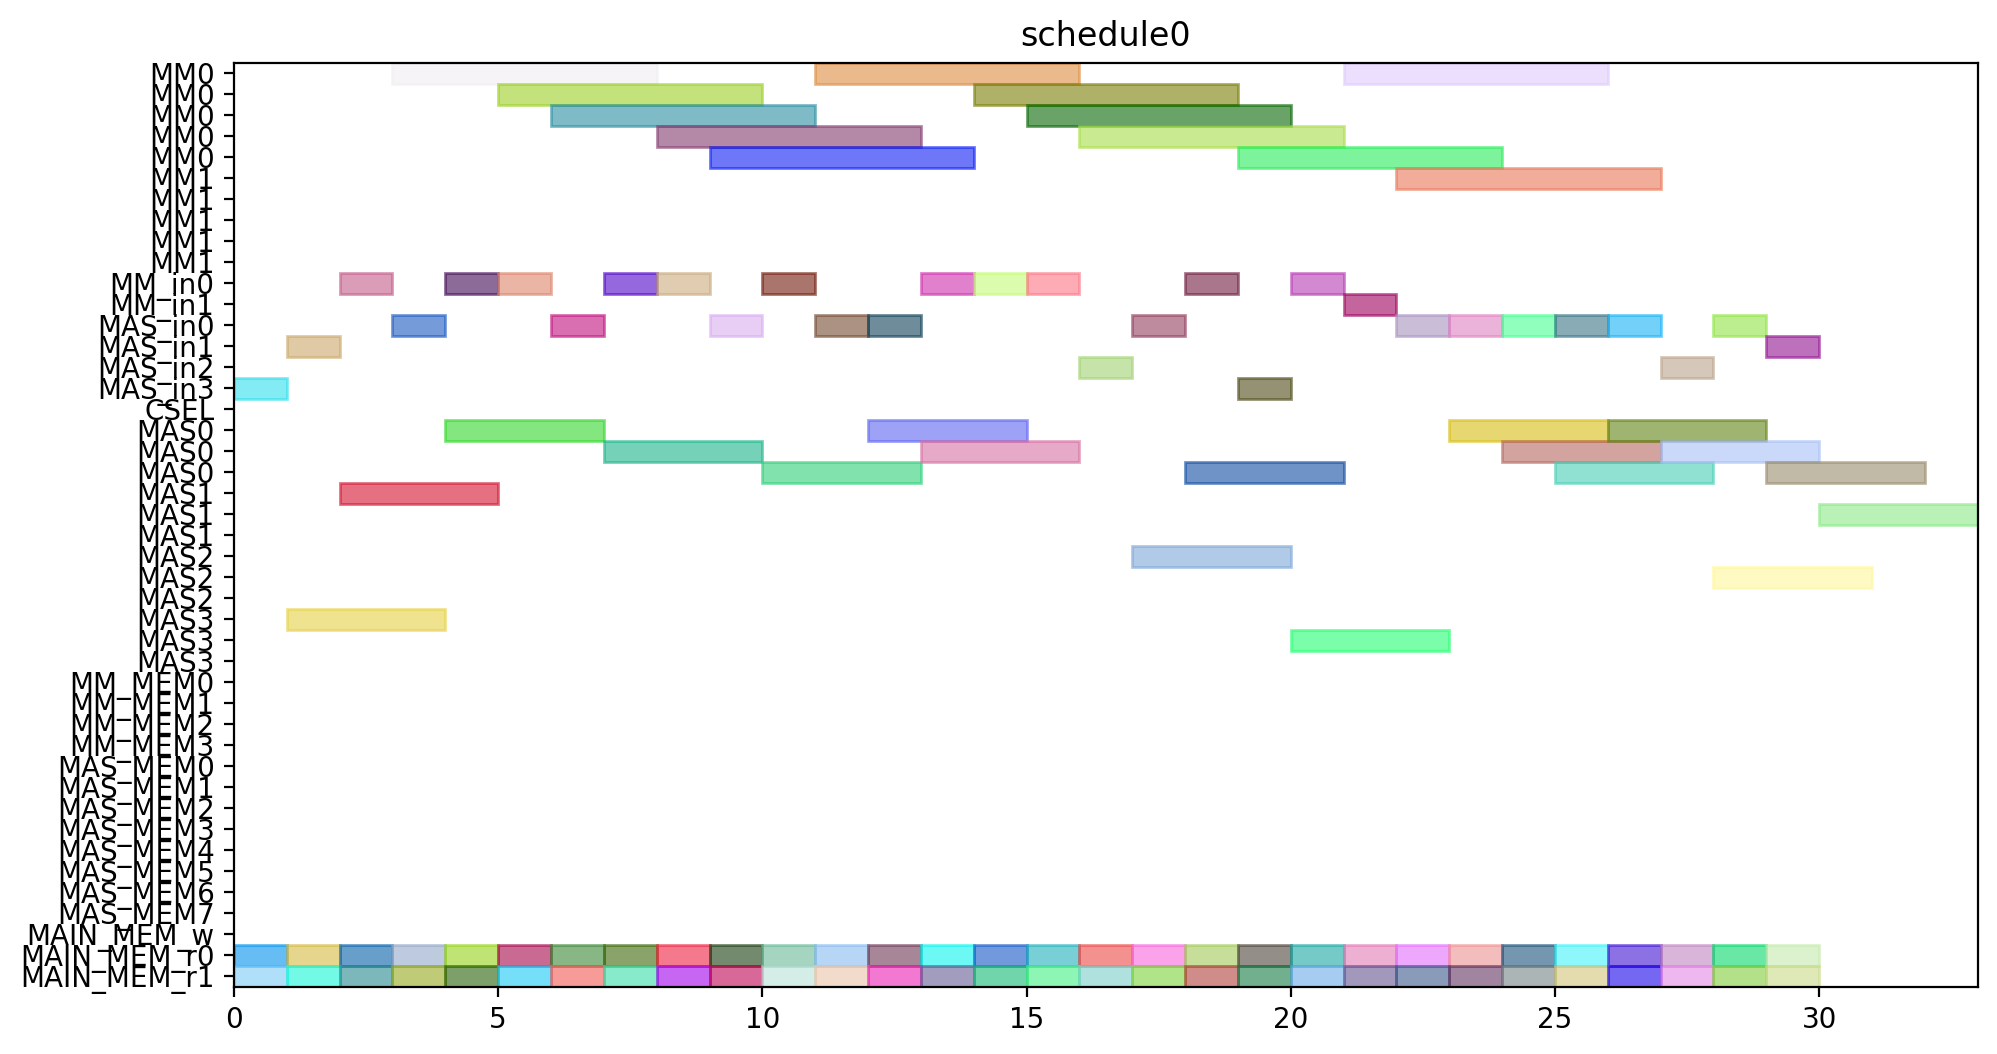 schedule0
MM0
MM0
MM0
MM0
MM0
MM1
MM1
MM1
MM1
MM1
MM_in0
MM_in1
MAS_in0
MAS_in1
MAS_in2
MAS_in3
CSEL
MAS0
MAS0
MAS0
MAS1
MAS1
MAS1
MAS2
MAS2
MAS2
MAS3
MAS3
MAS3
MM_MEM0
MM_MEM1
MM_MEM2
MM_MEM3
MAS_MEM0
MAS_MEM1
MAS_MEM2
MAS_MEM3
MAS_MEM4
MAS_MEM5
MAS_MEM6
MAS_MEM7
MAIN_MEM_w
MAIN_MEM_r0
MAIN_MEM_r1
0 5 10 15 20 25 30